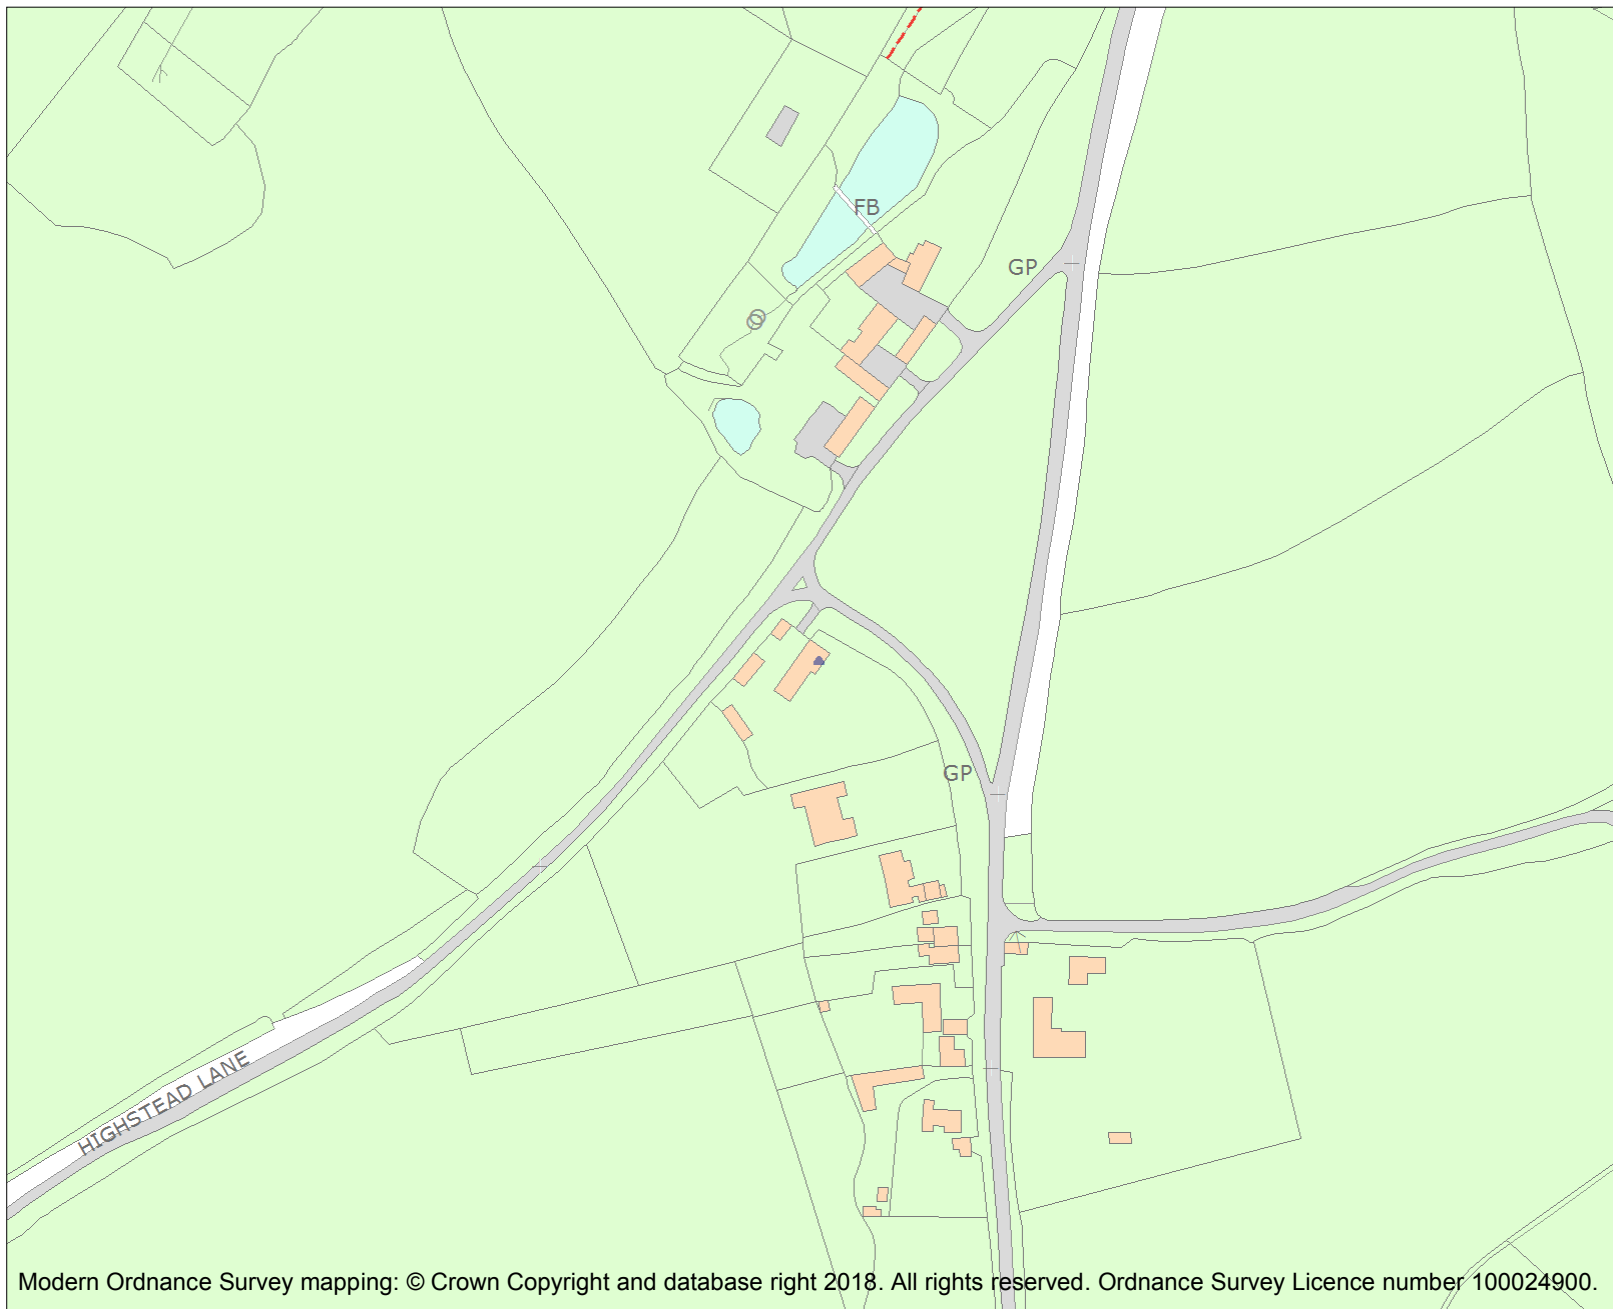 FB
GP
GP
HIGHSTEAD LANE
Modern Ordnance Survey mapping: © Crown Copyright and database right 2018. All rights reserved. Ordnance Survey Licence number 100024900.